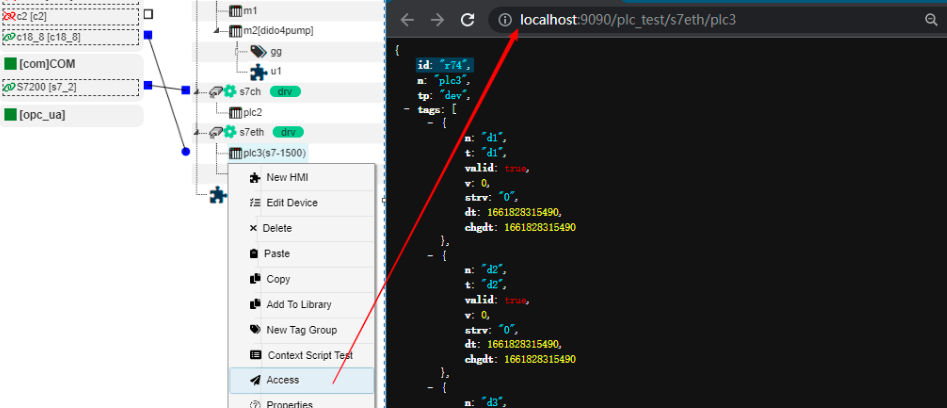 c2 [c2]
c18_8 [c18_8]
[com]COM
S7200 [s7_2]
[opc_ua]
m1
m2[dido4pump]
gg
u1
s7ch drv
plc2
s7eth drv
plc3(s7-1500)
New HMI
Edit Device
Delete
Paste
Copy
Add To Library
New Tag Group
Context Script Test
Access
Properties
localhost:9090/plc_test/s7eth/plc3
{
id: "r74",
n: "plc3",
tp: "dev",
- tags: [
- {
n: "d1",
t: "d1",
valid: true,
v: 0,
strv: "0",
dt: 1661828315490,
chgdt: 1661828315490
},
- {
n: "d2",
t: "d2",
valid: true,
v: 0,
strv: "0",
dt: 1661828315490,
chgdt: 1661828315490
},
- {
n: "d3",